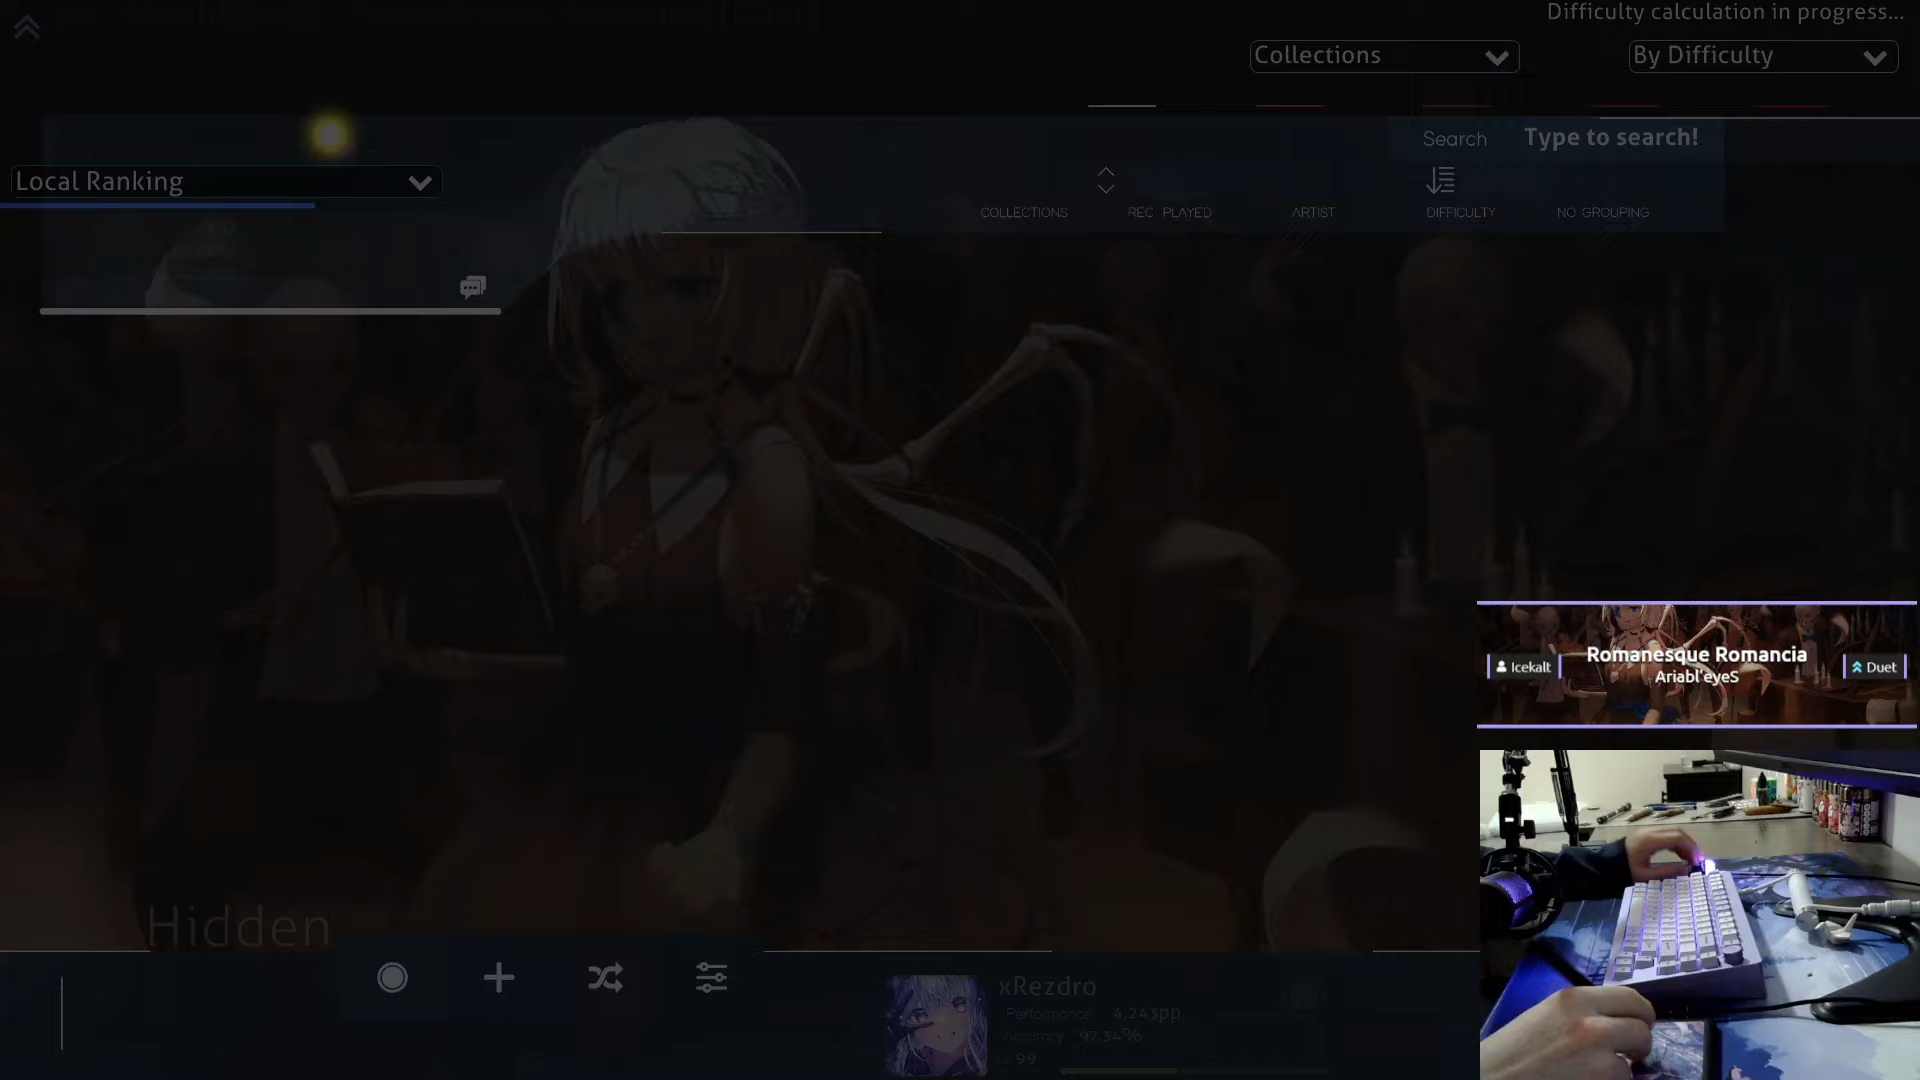 Difficulty calculation in progress...
Collections
By Difficulty
Search
Type to search!
Local Ranking
COLLECTIONS
REC PLAYED
ARTIST
DIFFICULTY
NO GROUPING
Icekalt
Romanesque Romancia
Ariabl'eyeS
Duet
Hidden
xRezdro
Performance 4,243pp
Accuracy 97.34%
99